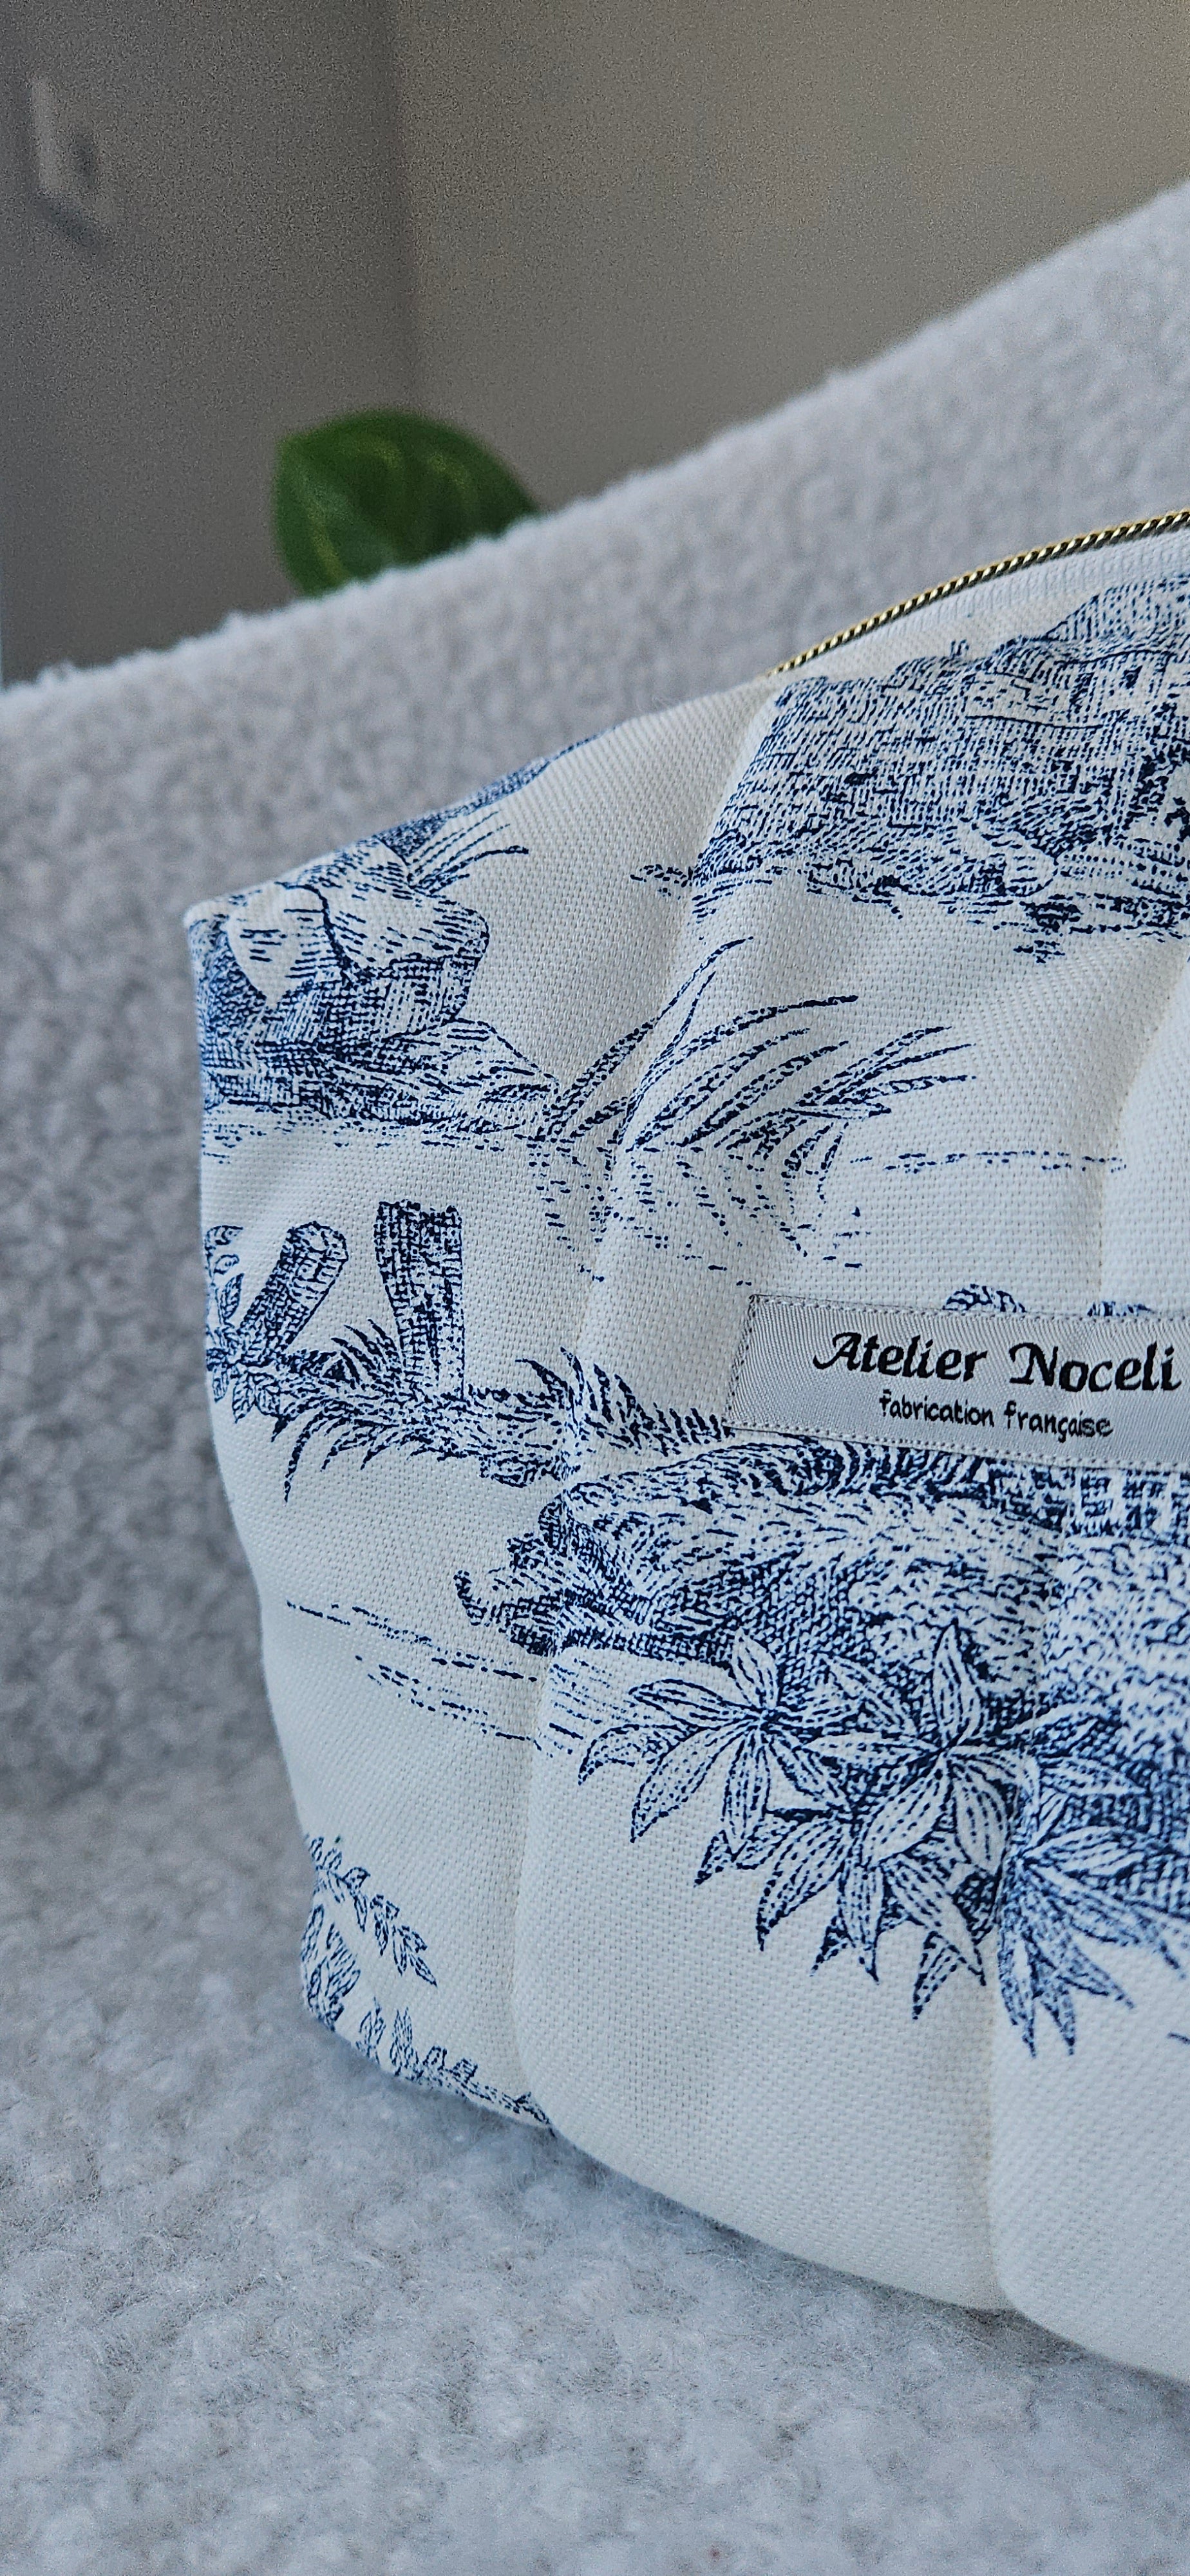 Atelier Noceli
fabrication française